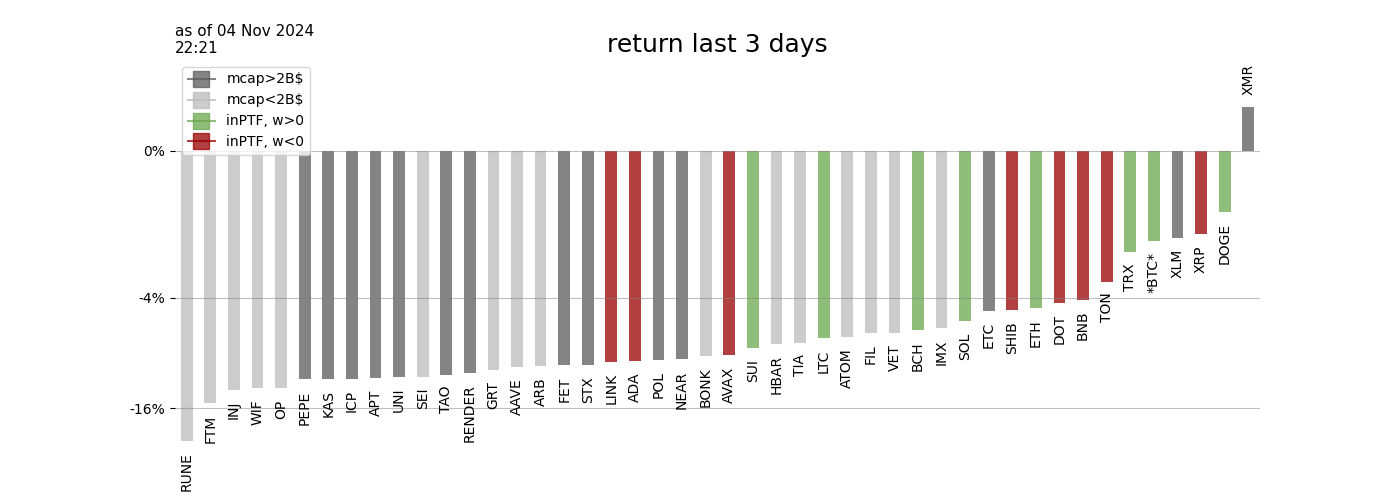 as of 04 Nov 2024
22:21
return last 3 days
mcap>2B$
mcap<2B$
inPTF, w>0
inPTF, w<0
0%
-4%
-16%
RUNE
FTM
INJ
WIF
OP
PEPE
KAS
ICP
APT
UNI
SEI
TAO
RENDER
GRT
AAVE
ARB
FET
STX
LINK
ADA
POL
NEAR
BONK
AVAX
SUI
HBAR
TIA
LTC
ATOM
FIL
VET
BCH
IMX
SOL
ETC
SHIB
ETH
DOT
BNB
TON
TRX
*BTC*
XLM
XRP
DOGE
XMR